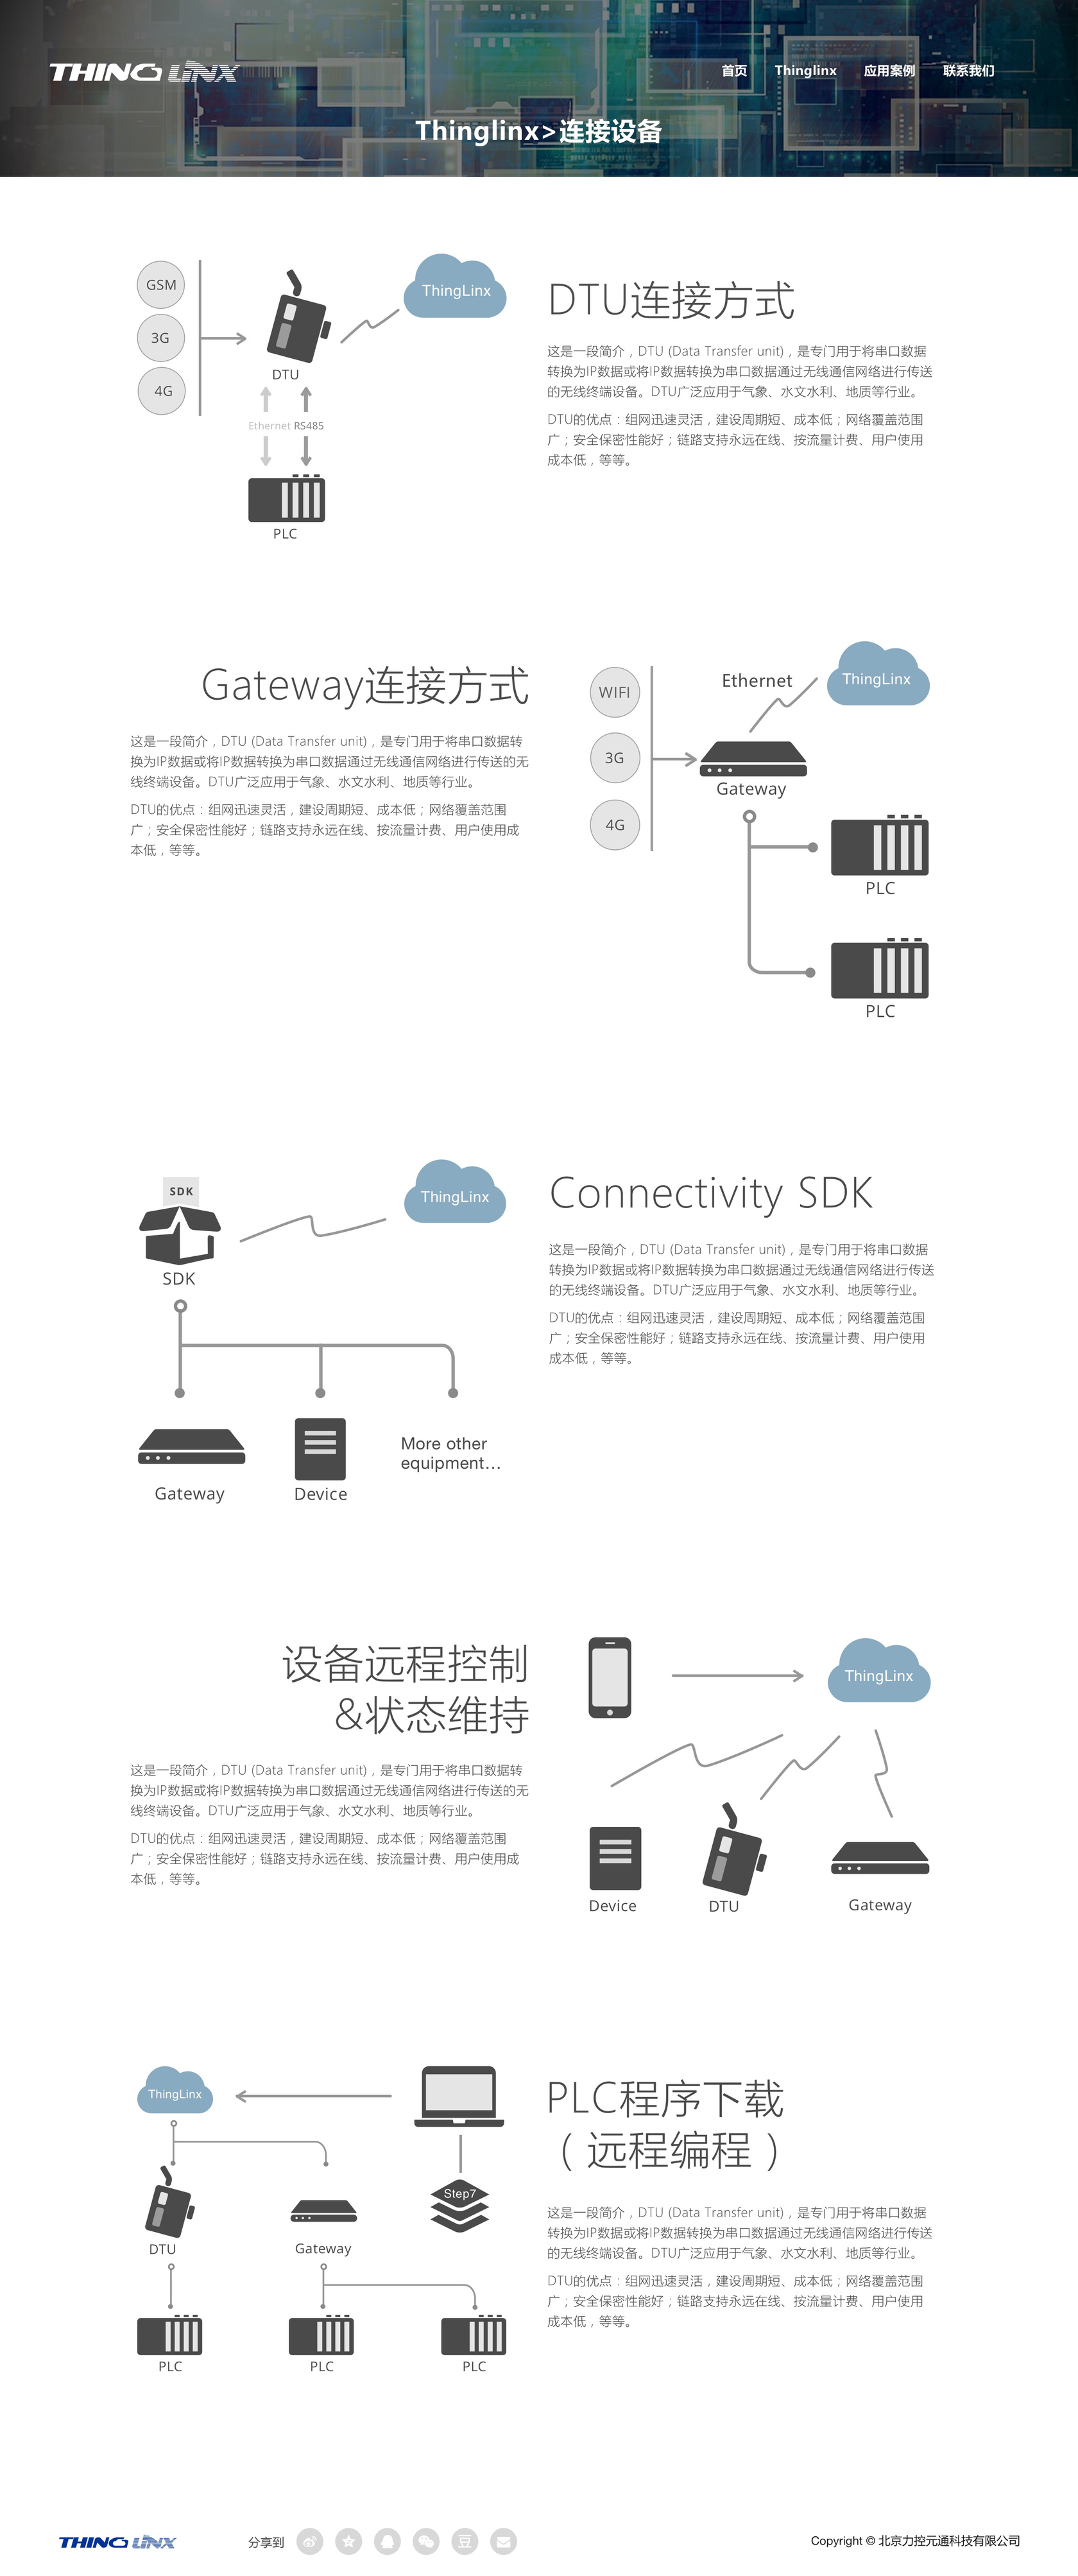 THING LINX
首页 Thinglinx 应用案例 联系我们
Thinglinx>连接设备
GSM
3G
4G
DTU
Ethernet RS485
PLC
ThingLinx
DTU连接方式
这是一段简介，DTU (Data Transfer unit)，是专门用于将串口数据
转换为IP数据或将IP数据转换为串口数据通过无线通信网络进行传送
的无线终端设备。DTU广泛应用于气象、水文水利、地质等行业。
DTU的优点：组网迅速灵活，建设周期短、成本低；网络覆盖范围
广；安全保密性能好；链路支持永远在线、按流量计费、用户使用
成本低，等等。
Gateway连接方式
这是一段简介，DTU (Data Transfer unit)，是专门用于将串口数据转
换为IP数据或将IP数据转换为串口数据通过无线通信网络进行传送的无
线终端设备。DTU广泛应用于气象、水文水利、地质等行业。
DTU的优点：组网迅速灵活，建设周期短、成本低；网络覆盖范围
广；安全保密性能好；链路支持永远在线、按流量计费、用户使用成
本低，等等。
WIFI
3G
4G
Ethernet
ThingLinx
Gateway
PLC
PLC
SDK
SDK
ThingLinx
Gateway
Device
More other
equipment...
Connectivity SDK
这是一段简介，DTU (Data Transfer unit)，是专门用于将串口数据
转换为IP数据或将IP数据转换为串口数据通过无线通信网络进行传送
的无线终端设备。DTU广泛应用于气象、水文水利、地质等行业。
DTU的优点：组网迅速灵活，建设周期短、成本低；网络覆盖范围
广；安全保密性能好；链路支持永远在线、按流量计费、用户使用
成本低，等等。
设备远程控制
&状态维持
这是一段简介，DTU (Data Transfer unit)，是专门用于将串口数据转
换为IP数据或将IP数据转换为串口数据通过无线通信网络进行传送的无
线终端设备。DTU广泛应用于气象、水文水利、地质等行业。
DTU的优点：组网迅速灵活，建设周期短、成本低；网络覆盖范围
广；安全保密性能好；链路支持永远在线、按流量计费、用户使用成
本低，等等。
ThingLinx
Device
DTU
Gateway
ThingLinx
Step7
DTU
Gateway
PLC
PLC
PLC
PLC程序下载
（远程编程）
这是一段简介，DTU (Data Transfer unit)，是专门用于将串口数据
转换为IP数据或将IP数据转换为串口数据通过无线通信网络进行传送
的无线终端设备。DTU广泛应用于气象、水文水利、地质等行业。
DTU的优点：组网迅速灵活，建设周期短、成本低；网络覆盖范围
广；安全保密性能好；链路支持永远在线、按流量计费、用户使用
成本低，等等。
THING LINX
分享到
豆
Copyright © 北京力控元通科技有限公司